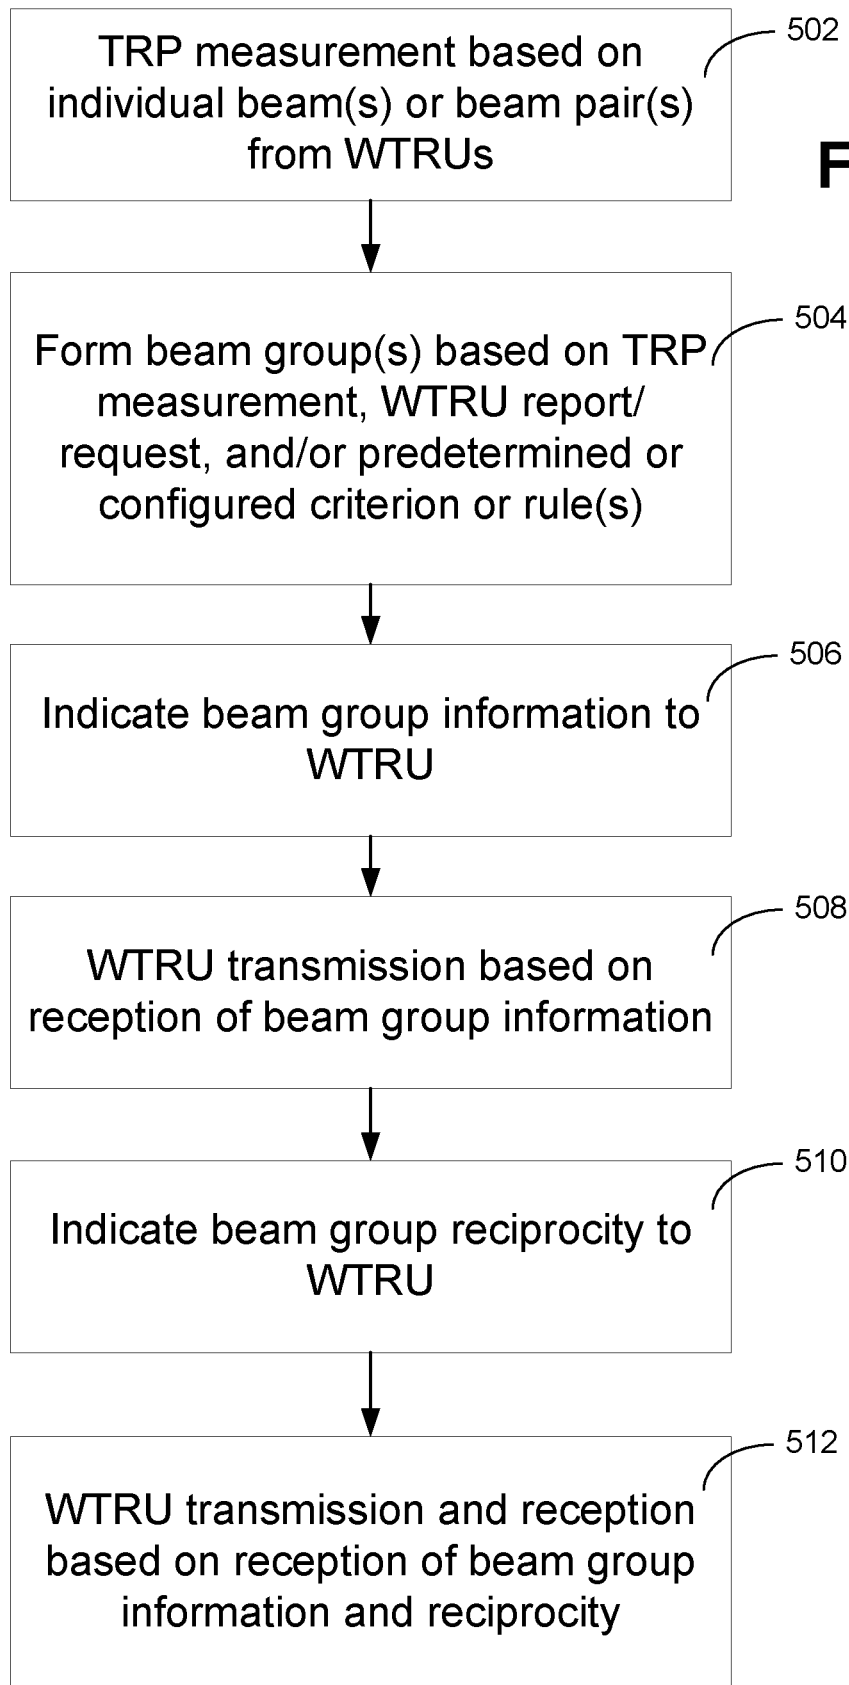 TRP measurement based on
individual beam(s) or beam pair(s)
from WTRUs
502
F
Form beam group(s) based on TRP
measurement, WTRU report/
request, and/or predetermined or
configured criterion or rule(s)
504
Indicate beam group information to
WTRU
506
WTRU transmission based on
reception of beam group information
508
Indicate beam group reciprocity to
WTRU
510
WTRU transmission and reception
based on reception of beam group
information and reciprocity
512